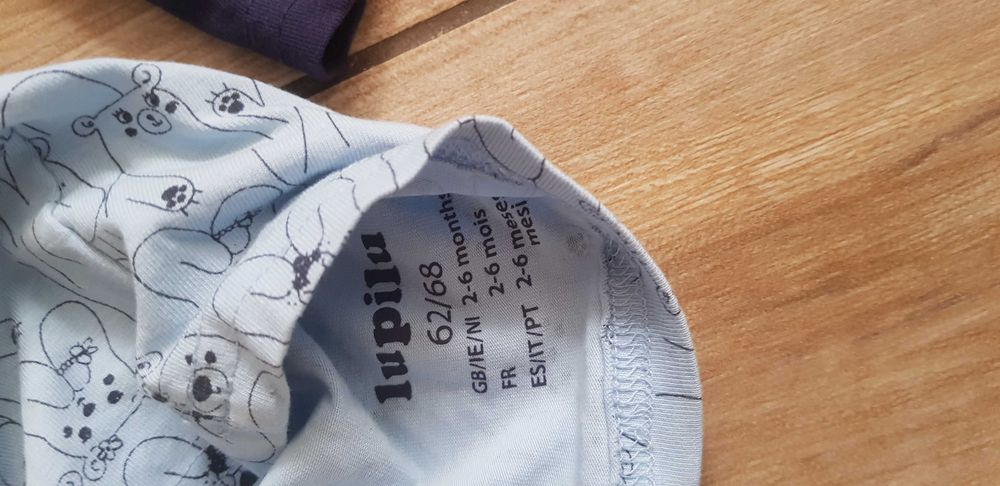 lupilu
62/68
GB/IE/NI 2-6 months
FR 2-6 mois
ES/IT/PT 2-6 meses
mesi